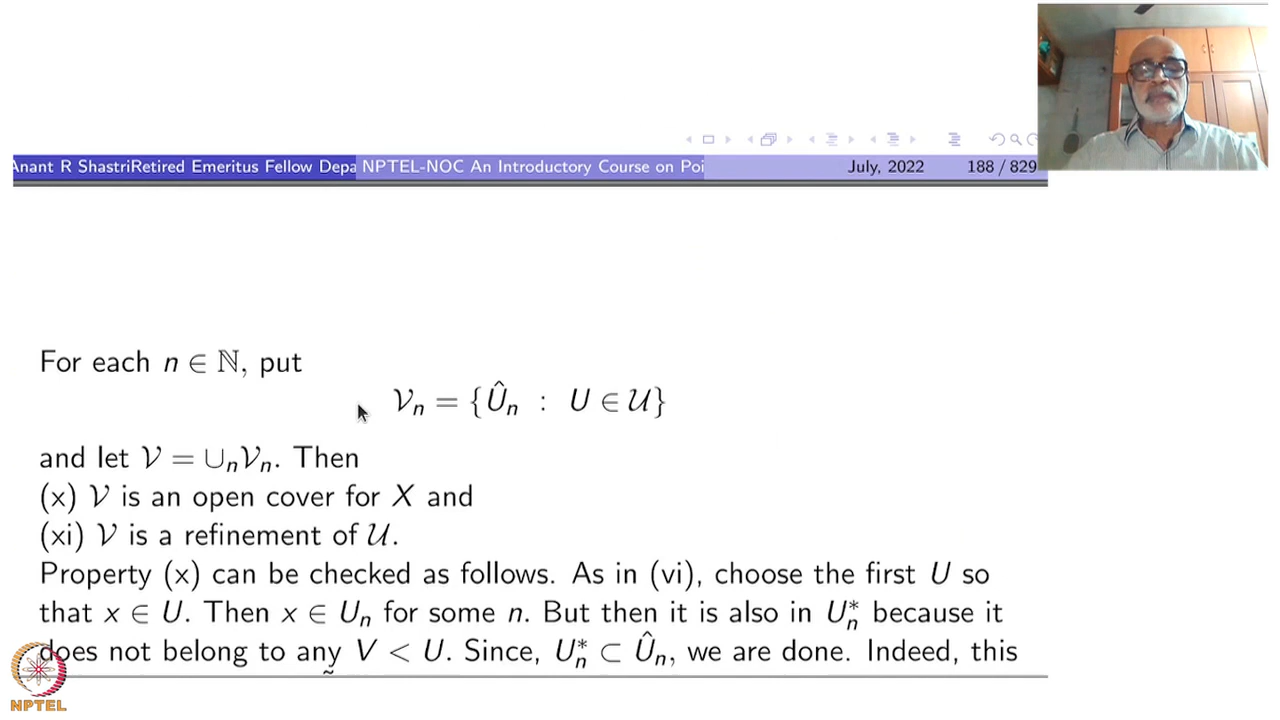 Anant R ShastriRetired Emeritus Fellow Depa NPTEL-NOC An Introductory Course on Poi July, 2022 188 / 829
For each n ∈ ℕ, put
𝒱ₙ = {Ûₙ : U ∈ 𝒰}
and let 𝒱 = ∪ₙ𝒱ₙ. Then
(x) 𝒱 is an open cover for X and
(xi) 𝒱 is a refinement of 𝒰.
Property (x) can be checked as follows. As in (vi), choose the first U so
that x ∈ U. Then x ∈ Uₙ for some n. But then it is also in Uₙ* because it
does not belong to any V < U. Since, Uₙ* ⊂ Ûₙ, we are done. Indeed, this
NPTEL